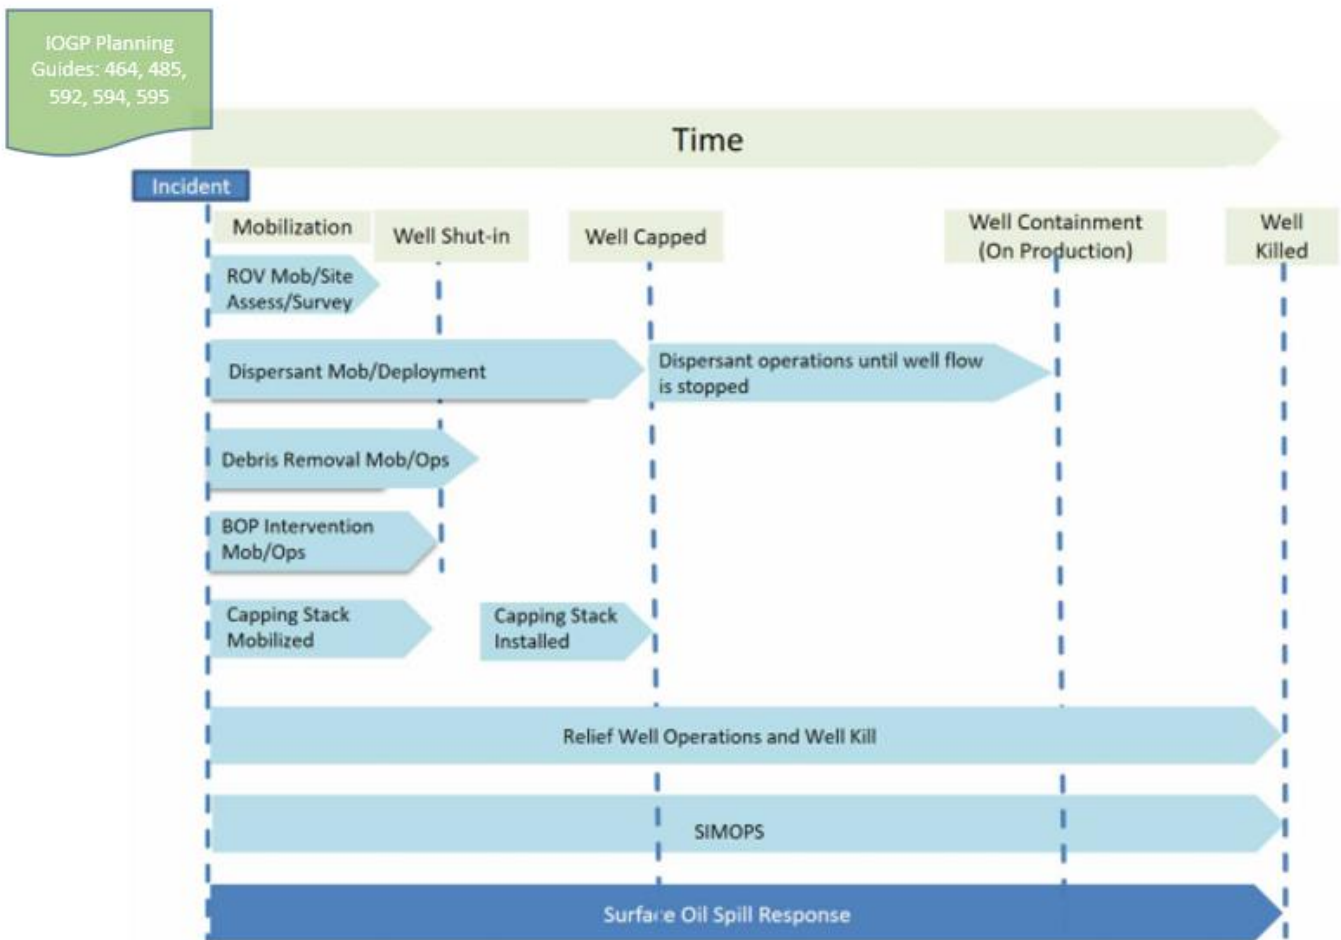 IOGP Planning
Guides: 464, 485,
592, 594, 595
Time
Incident
Mobilization
Well Shut-in
Well Capped
Well Containment
(On Production)
Well
Killed
ROV Mob/Site
Assess/Survey
Dispersant Mob/Deployment
Dispersant operations until well flow
is stopped
Debris Removal Mob/Ops
BOP Intervention
Mob/Ops
Capping Stack
Mobilized
Capping Stack
Installed
Relief Well Operations and Well Kill
SIMOPS
Surface Oil Spill Response